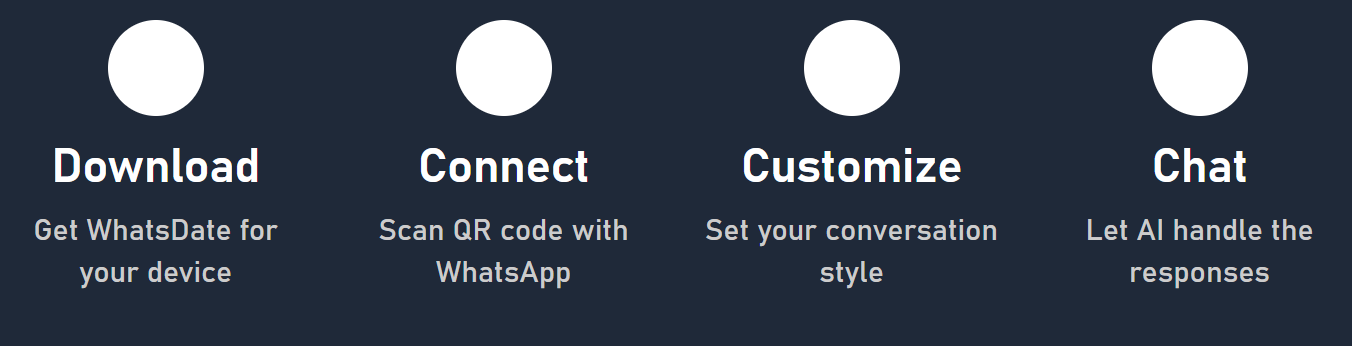 Download
Get WhatsDate for
your device
Connect
Scan QR code with
WhatsApp
Customize
Set your conversation
style
Chat
Let AI handle the
responses